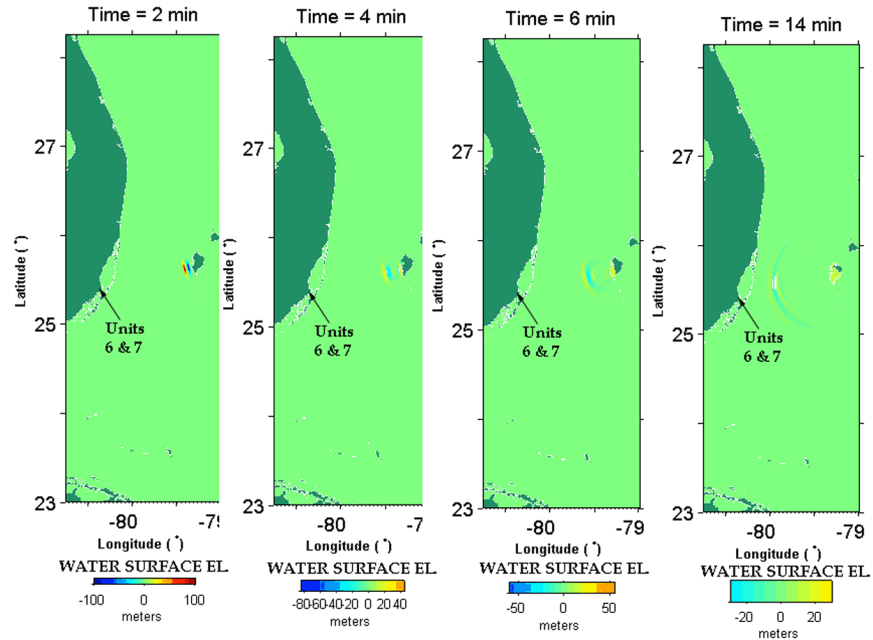 Time = 2 min
27
25
23
Latitude (°)
Units
6 & 7
-80
-79
Longitude (°)
WATER SURFACE EL.
-100 0 100
meters
Time = 4 min
27
25
23
Latitude (°)
Units
6 & 7
-80
-7
Longitude (°)
WATER SURFACE EL.
-80-60-40-20 0 20 40
meters
Time = 6 min
27
25
23
Latitude (°)
Units
6 & 7
-80
-79
Longitude (°)
WATER SURFACE EL.
-50 0 50
meters
Time = 14 min
27
25
23
Latitude (°)
Units
6 & 7
-80
-79
Longitude (°)
WATER SURFACE EL.
-20 0 20
meters